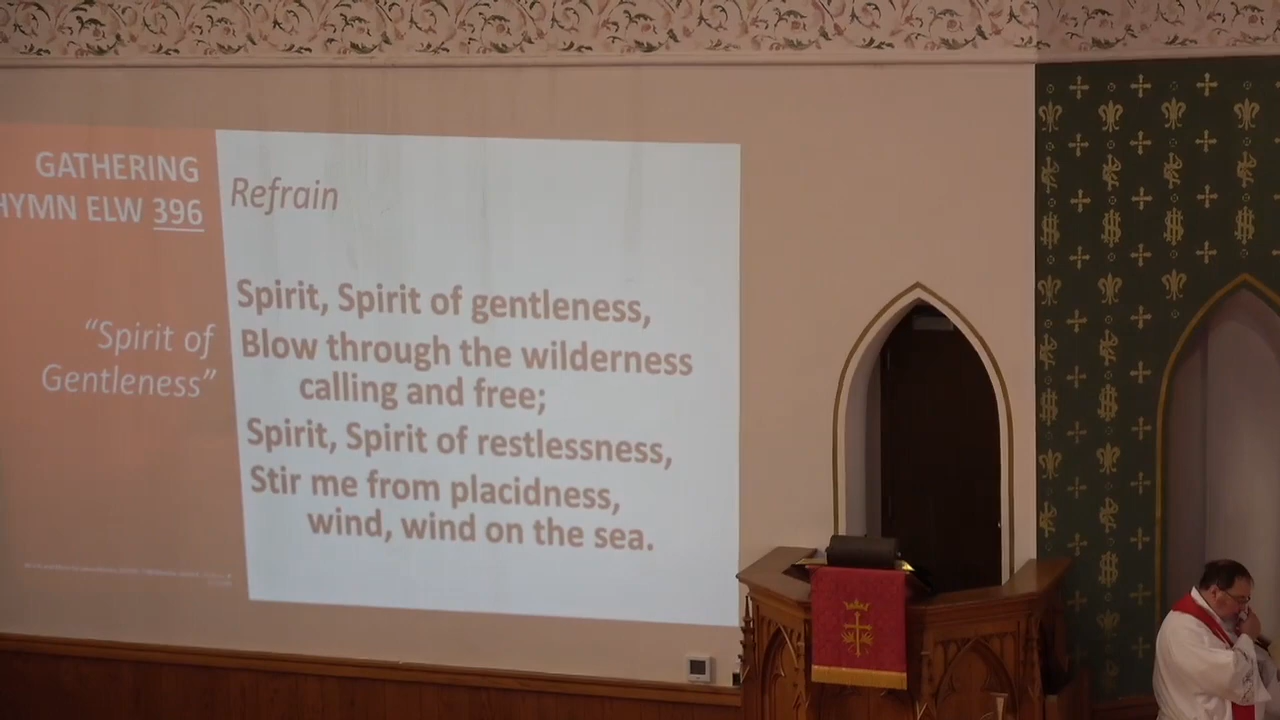 GATHERING
HYMN ELW 396
“Spirit of
Gentleness”
Refrain
Spirit, Spirit of gentleness,
Blow through the wilderness
calling and free;
Spirit, Spirit of restlessness,
Stir me from placidness,
wind, wind on the sea.